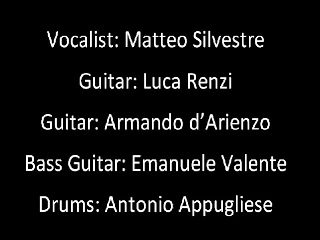 Vocalist: Matteo Silvestre
Guitar: Luca Renzi
Guitar: Armando d’Arienzo
Bass Guitar: Emanuele Valente
Drums: Antonio Appugliese